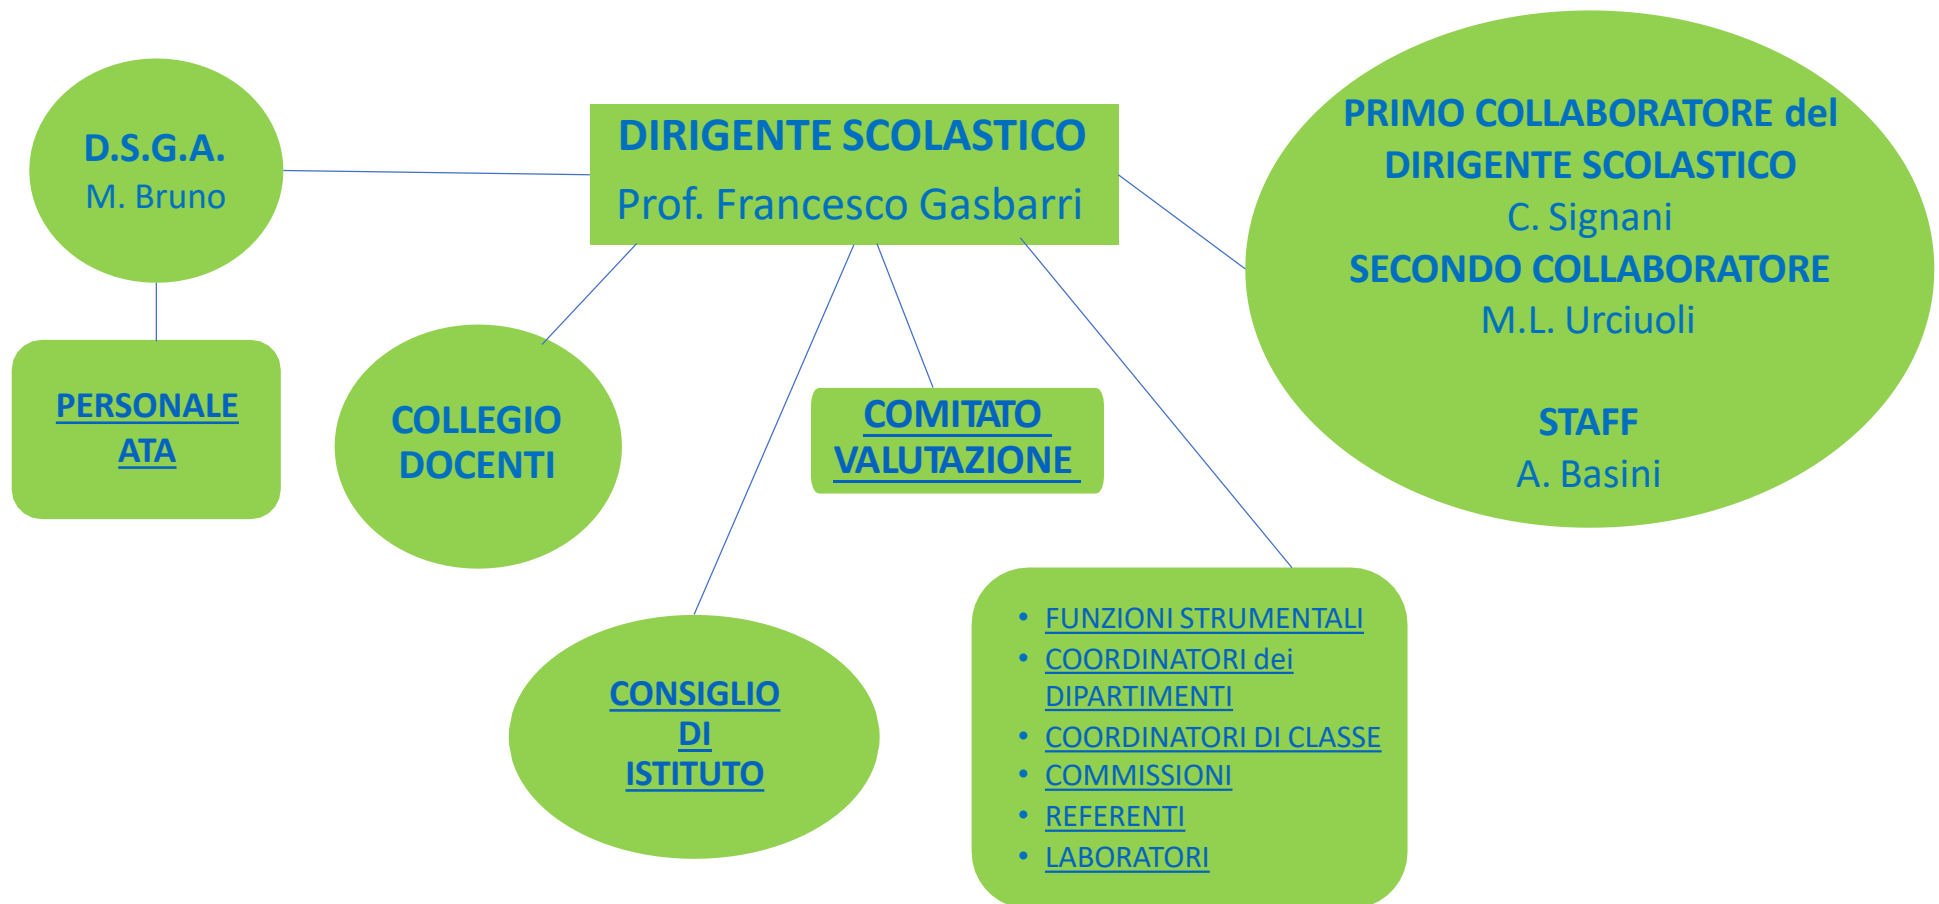 D.S.G.A.
M. Bruno
DIRIGENTE SCOLASTICO
Prof. Francesco Gasbarri
PRIMO COLLABORATORE del
DIRIGENTE SCOLASTICO
C. Signani
SECONDO COLLABORATORE
M.L. Urciuoli
STAFF
A. Basini
PERSONALE
ATA
COLLEGIO
DOCENTI
COMITATO
VALUTAZIONE
CONSIGLIO
DI
ISTITUTO
• FUNZIONI STRUMENTALI
• COORDINATORI dei
DIPARTIMENTI
• COORDINATORI DI CLASSE
• COMMISSIONI
• REFERENTI
• LABORATORI